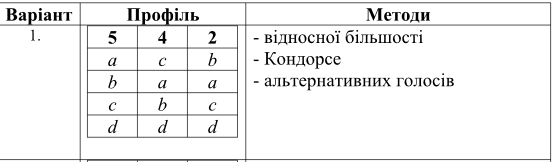 Варіант Профіль Методи
1. 5 4 2 - відносної більшості
a c b - Кондорсе
b a a - альтернативних голосів
c b c
d d d